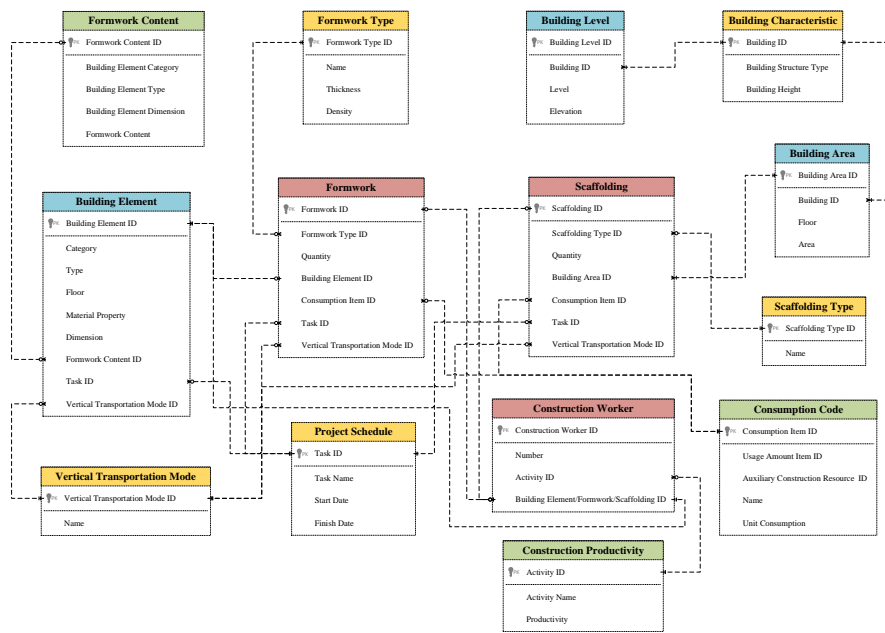 Formwork Content
PK Formwork Content ID
Building Element Category
Building Element Type
Building Element Dimension
Formwork Content
Formwork Type
PK Formwork Type ID
Name
Thickness
Density
Building Level
PK Building Level ID
Building ID
Level
Elevation
Building Characteristic
PK Building ID
Building Structure Type
Building Height
Building Area
PK Building Area ID
Building ID
Floor
Area
Building Element
PK Building Element ID
Category
Type
Floor
Material Property
Dimension
Formwork Content ID
Task ID
Vertical Transportation Mode ID
Formwork
PK Formwork ID
Formwork Type ID
Quantity
Building Element ID
Consumption Item ID
Task ID
Vertical Transportation Mode ID
Scaffolding
PK Scaffolding ID
Scaffolding Type ID
Quantity
Building Area ID
Consumption Item ID
Task ID
Vertical Transportation Mode ID
Scaffolding Type
PK Scaffolding Type ID
Name
Vertical Transportation Mode
PK Vertical Transportation Mode ID
Name
Project Schedule
PK Task ID
Task Name
Start Date
Finish Date
Construction Worker
PK Construction Worker ID
Number
Activity ID
Building Element/Formwork/Scaffolding ID
Consumption Code
PK Consumption Item ID
Usage Amount Item ID
Auxiliary Construction Resource ID
Name
Unit Consumption
Construction Productivity
PK Activity ID
Activity Name
Productivity